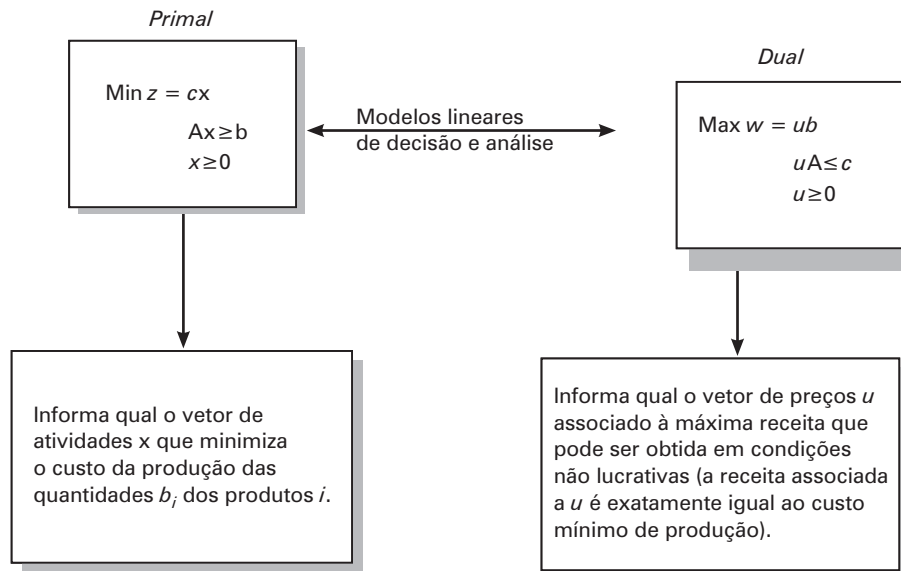 Primal
Min z = cx
Ax≥b
x≥0
Modelos lineares
de decisão e análise
Dual
Max w = ub
uA≤c
u≥0
Informa qual o vetor de
atividades x que minimiza
o custo da produção das
quantidades bᵢ dos produtos i.
Informa qual o vetor de preços u
associado à máxima receita que
pode ser obtida em condições
não lucrativas (a receita associada
a u é exatamente igual ao custo
mínimo de produção).